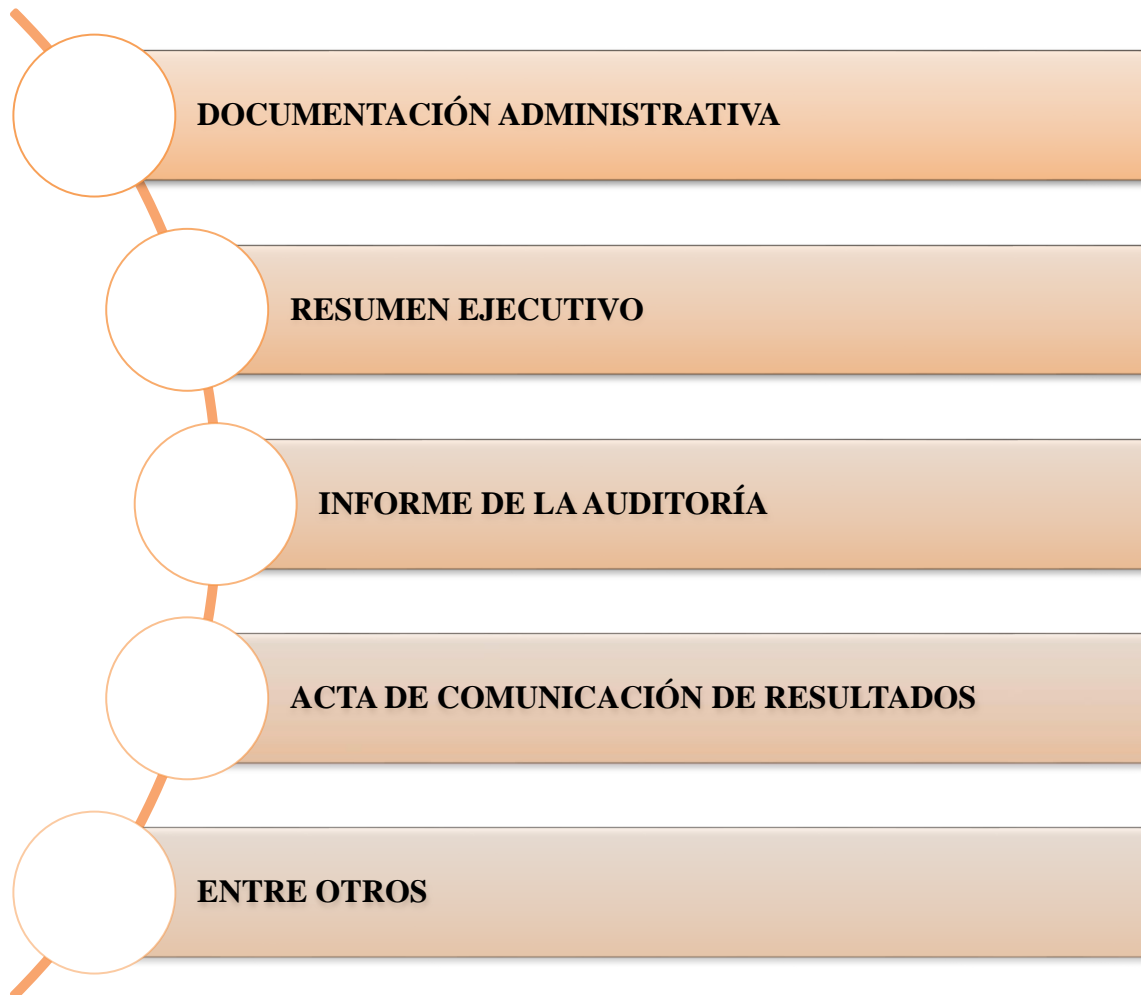 DOCUMENTACIÓN ADMINISTRATIVA
RESUMEN EJECUTIVO
INFORME DE LA AUDITORÍA
ACTA DE COMUNICACIÓN DE RESULTADOS
ENTRE OTROS